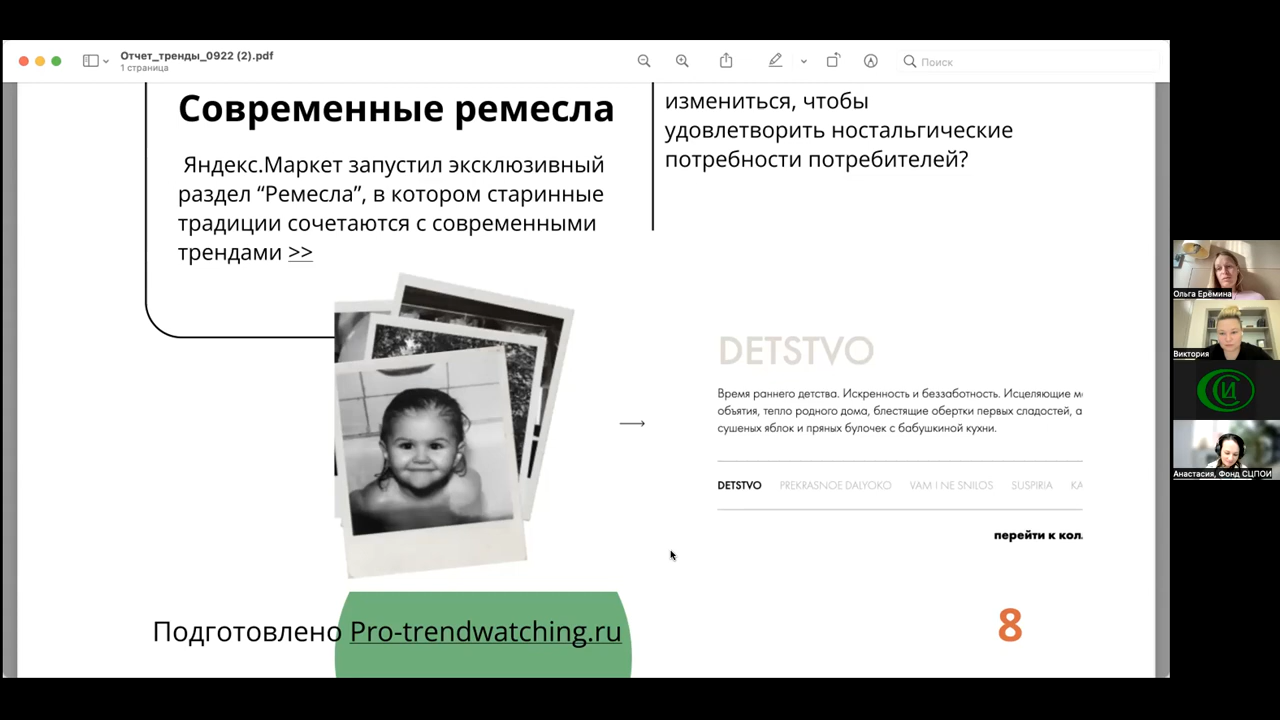 Отчет_тренды_0922 (2).pdf
1 страница
Поиск
Современные ремесла
Яндекс.Маркет запустил эксклюзивный
раздел “Ремесла”, в котором старинные
традиции сочетаются с современными
трендами >>
измениться, чтобы
удовлетворить ностальгические
потребности потребителей?
DETSTVO
Время раннего детства. Искренность и беззаботность. Исцеляющие
объятия, тепло родного дома, блестящие обертки первых сладостей, а
сушеных яблок и пряных булочек с бабушкиной кухни.
DETSTVO PREKRASNOE DALYOKO VAM I NE SNILOS SUSPIRIA KA
перейти к кол
Подготовлено Pro-trendwatching.ru
8
Ольга Ерёмина
Виктория
СЦИ
Анастасия, Фонд СЦПОИ